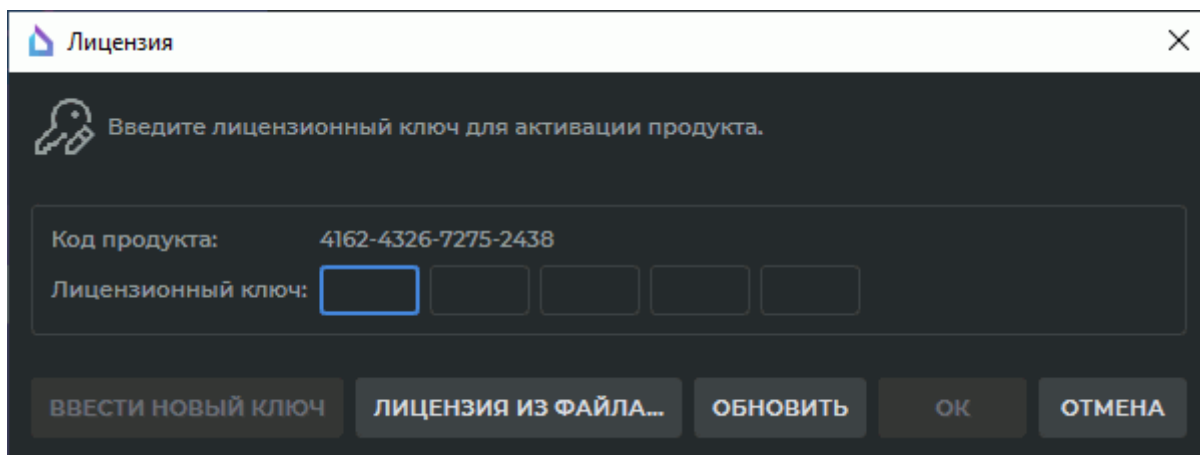 Лицензия
Введите лицензионный ключ для активации продукта.
Код продукта: 4162-4326-7275-2438
Лицензионный ключ:
ВВЕСТИ НОВЫЙ КЛЮЧ ЛИЦЕНЗИЯ ИЗ ФАЙЛА... ОБНОВИТЬ ОК ОТМЕНА